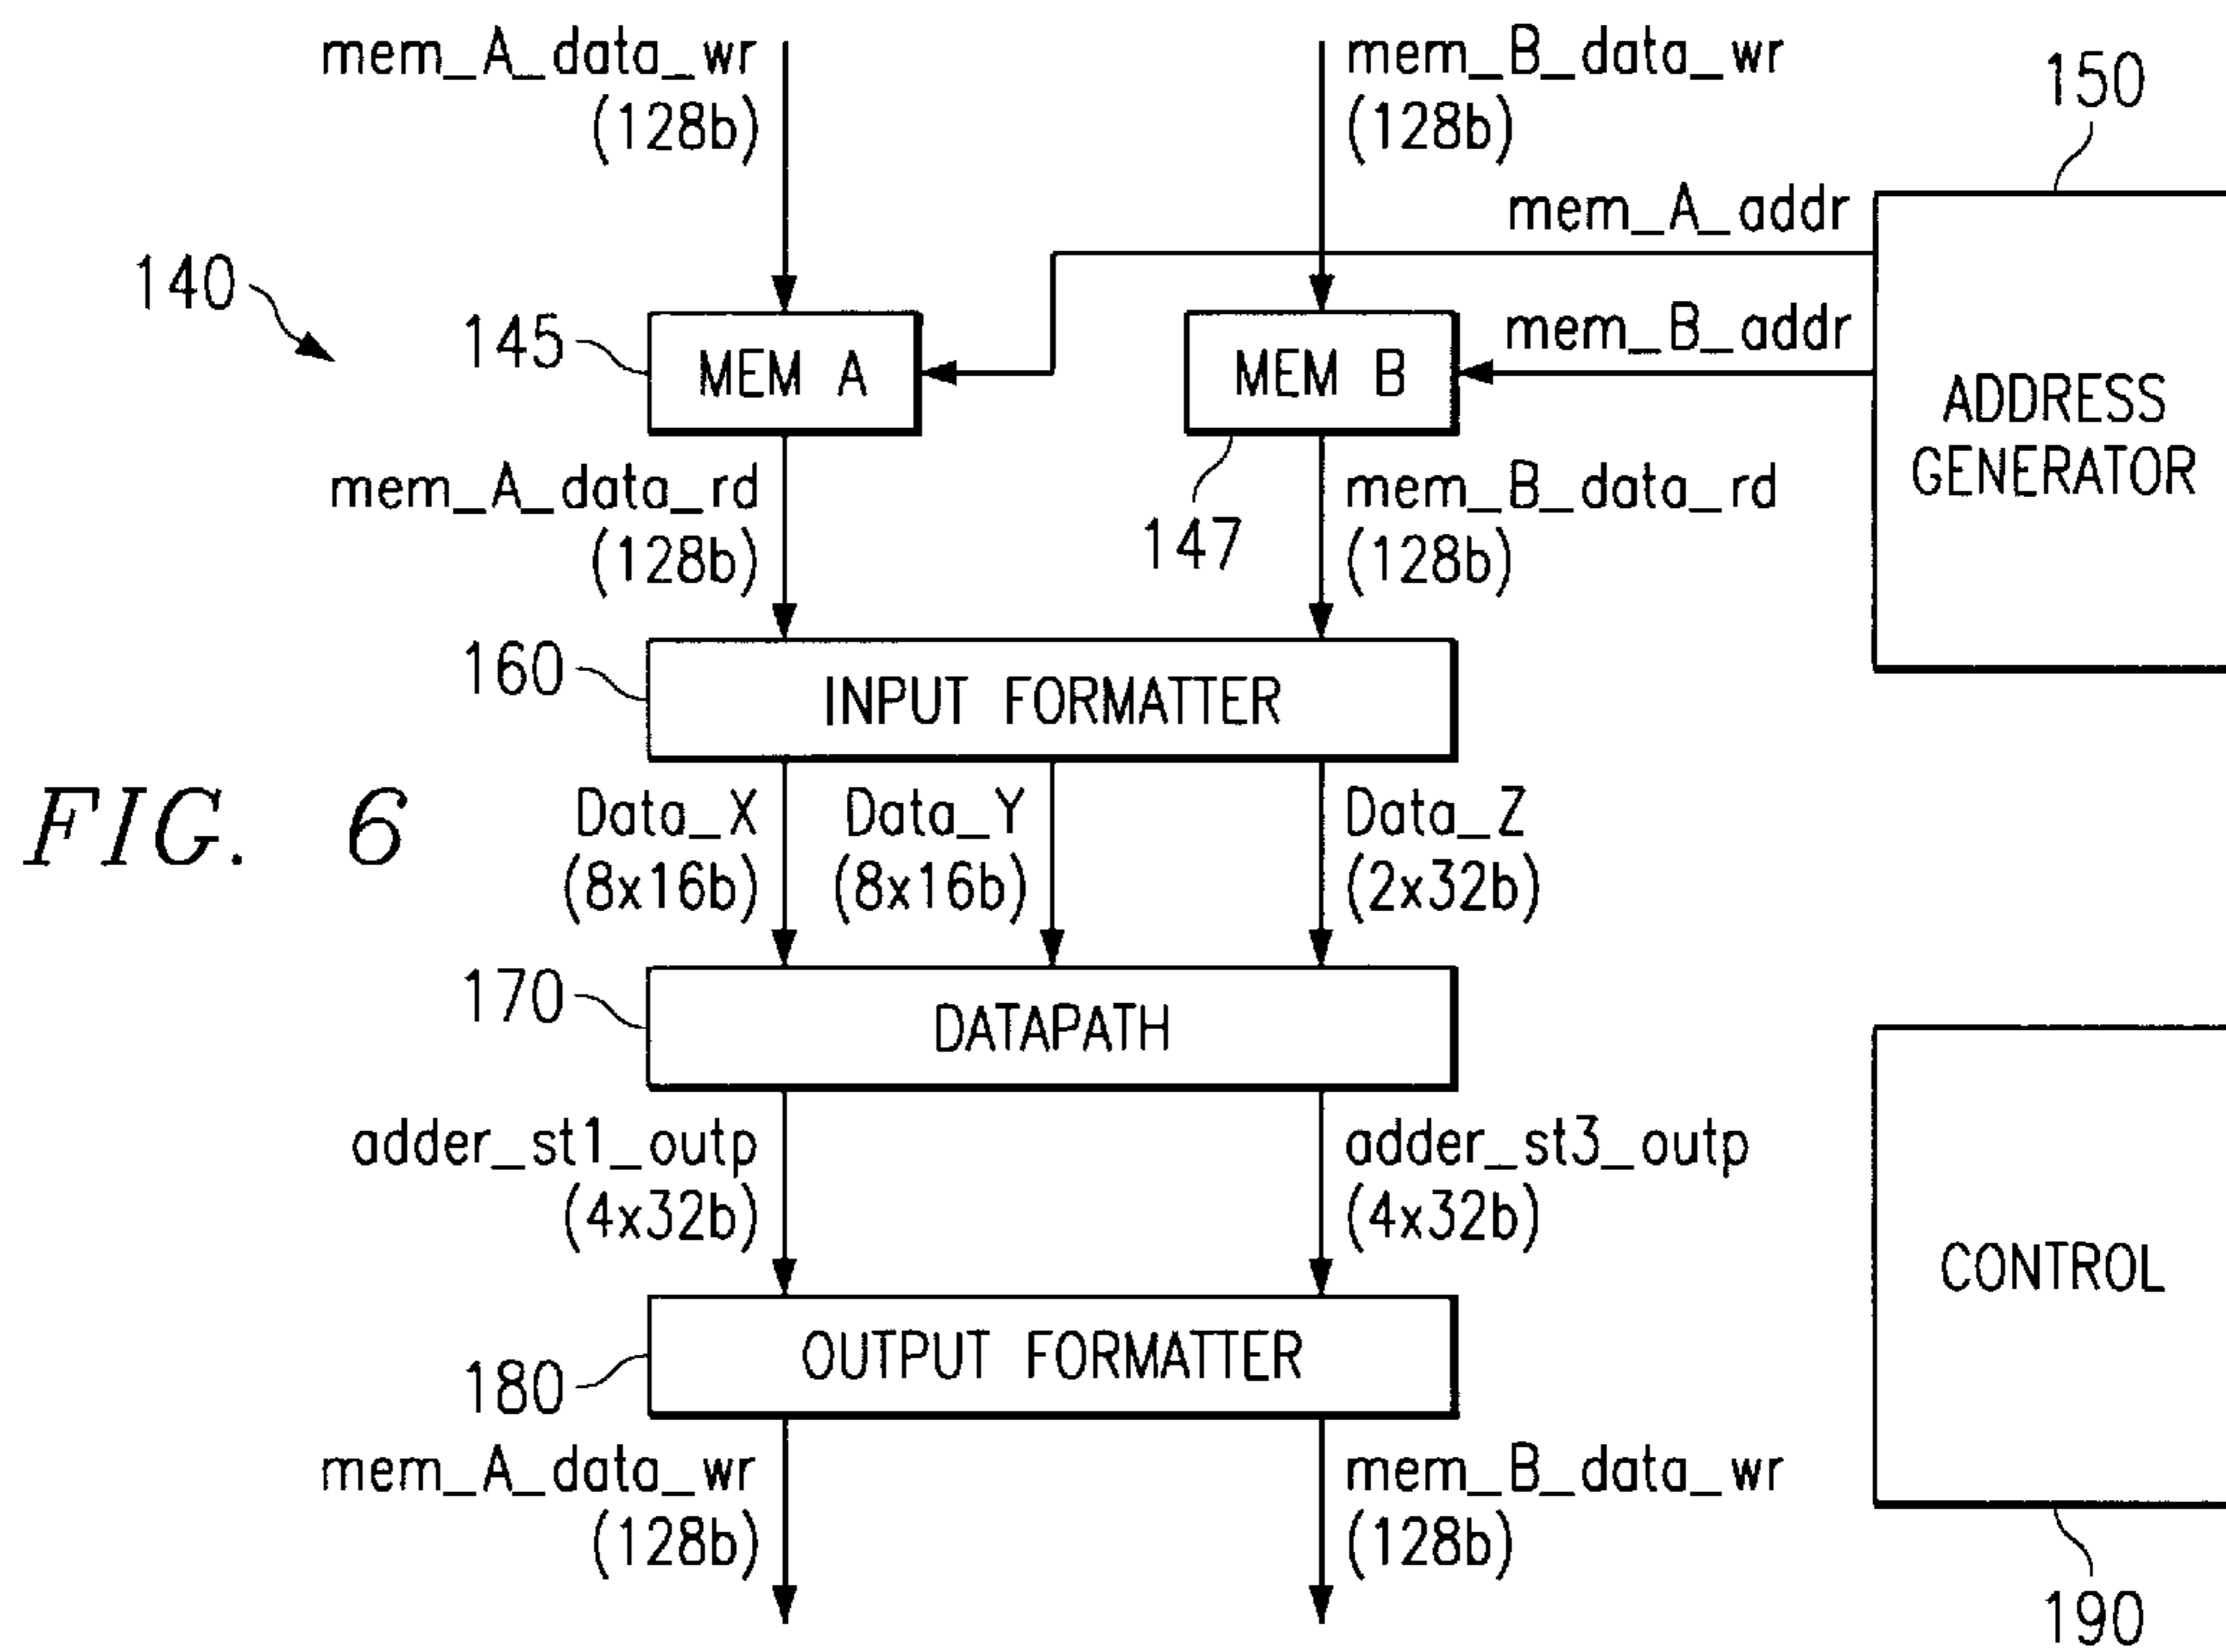 mem_A_data_wr
(128b)
mem_B_data_wr
(128b)
150
mem_A_addr
140
145
MEM A
MEM B
mem_B_addr
ADDRESS
GENERATOR
mem_A_data_rd
(128b)
147
mem_B_data_rd
(128b)
160
INPUT FORMATTER
FIG. 6
Data_X
(8x16b)
Data_Y
(8x16b)
Data_Z
(2x32b)
170
DATAPATH
adder_st1_outp
(4x32b)
adder_st3_outp
(4x32b)
CONTROL
180
OUTPUT FORMATTER
mem_A_data_wr
(128b)
mem_B_data_wr
(128b)
190